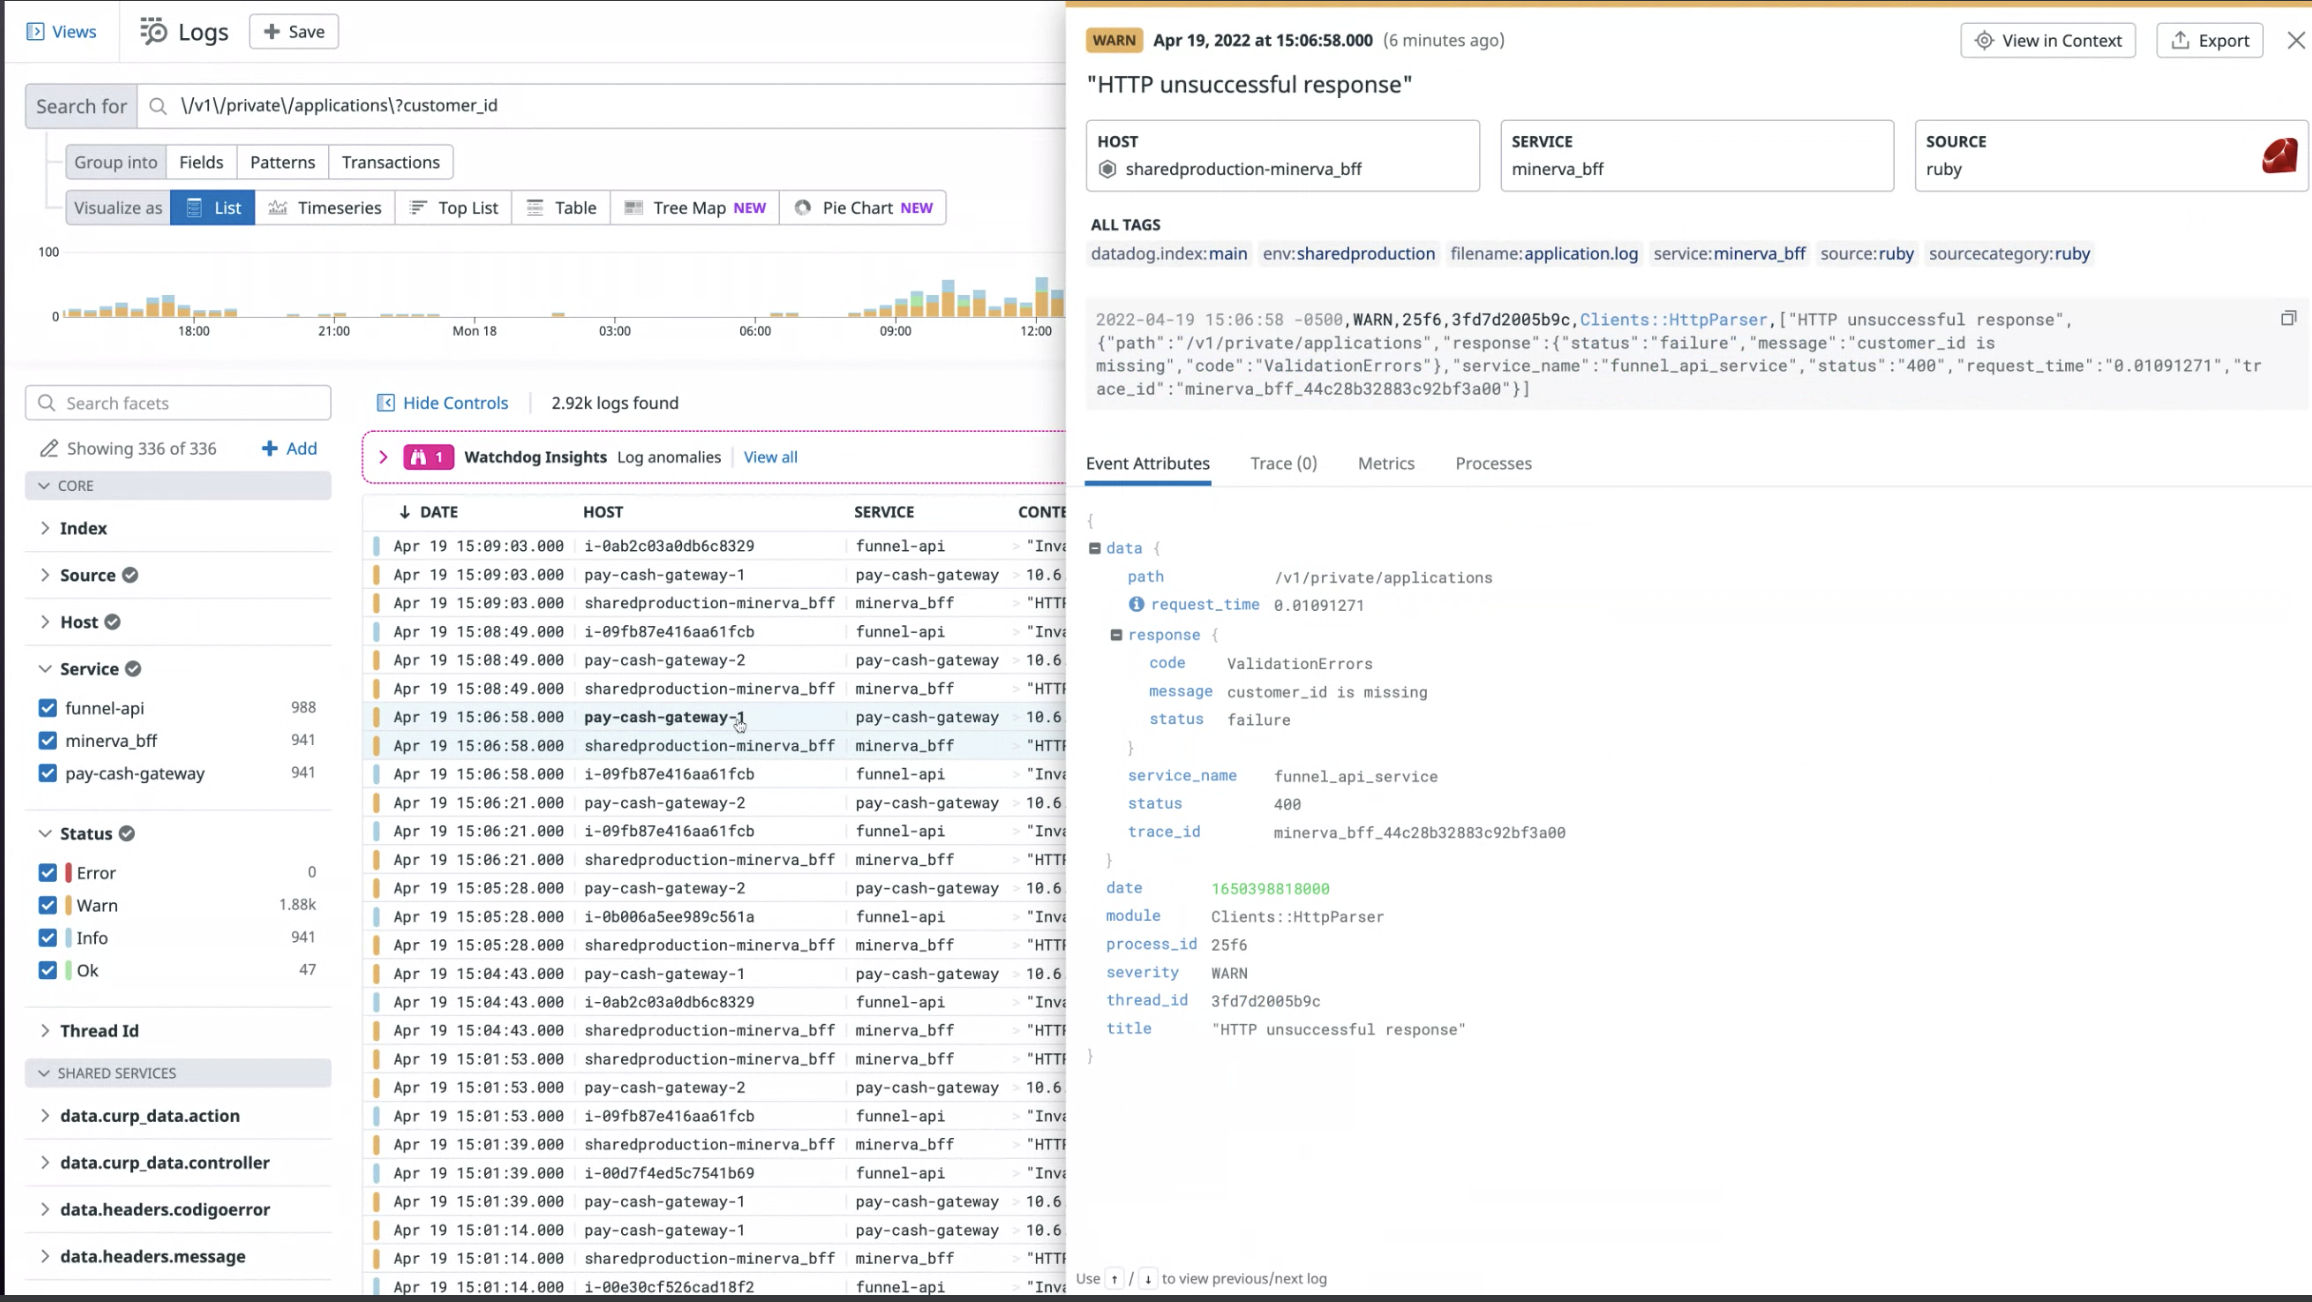 Views
Logs
+ Save
Search for
\/v1\/private\/applications\?customer_id
Group into Fields Patterns Transactions
Visualize as List Timeseries Top List Table Tree Map NEW Pie Chart NEW
100
0
18:00 21:00 Mon 18 03:00 06:00 09:00 12:00
Search facets
Showing 336 of 336 + Add
CORE
Index
Source
Host
Service
funnel-api 988
minerva_bff 941
pay-cash-gateway 941
Status
Error 0
Warn 1.88k
Info 941
Ok 47
Thread Id
SHARED SERVICES
data.curp_data.action
data.curp_data.controller
data.headers.codigoerror
data.headers.message
Hide Controls 2.92k logs found
1 Watchdog Insights Log anomalies View all
↓ DATE HOST SERVICE CONTE
Apr 19 15:09:03.000 i-0ab2c03a0db6c8329 funnel-api > "Inva
Apr 19 15:09:03.000 pay-cash-gateway-1 pay-cash-gateway > 10.6.
Apr 19 15:09:03.000 sharedproduction-minerva_bff minerva_bff > "HTTP
Apr 19 15:08:49.000 i-09fb87e416aa61fcb funnel-api > "Inva
Apr 19 15:08:49.000 pay-cash-gateway-2 pay-cash-gateway > 10.6.
Apr 19 15:08:49.000 sharedproduction-minerva_bff minerva_bff > "HTTP
Apr 19 15:06:58.000 pay-cash-gateway-1 pay-cash-gateway > 10.6.
Apr 19 15:06:58.000 sharedproduction-minerva_bff minerva_bff > "HTTP
Apr 19 15:06:58.000 i-09fb87e416aa61fcb funnel-api > "Inva
Apr 19 15:06:21.000 pay-cash-gateway-2 pay-cash-gateway > 10.6.
Apr 19 15:06:21.000 i-09fb87e416aa61fcb funnel-api > "Inva
Apr 19 15:06:21.000 sharedproduction-minerva_bff minerva_bff > "HTTP
Apr 19 15:05:28.000 pay-cash-gateway-2 pay-cash-gateway > 10.6.
Apr 19 15:05:28.000 i-0b006a5ee989c561a funnel-api > "Inva
Apr 19 15:05:28.000 sharedproduction-minerva_bff minerva_bff > "HTTP
Apr 19 15:04:43.000 pay-cash-gateway-1 pay-cash-gateway > 10.6.
Apr 19 15:04:43.000 i-0ab2c03a0db6c8329 funnel-api > "Inva
Apr 19 15:04:43.000 sharedproduction-minerva_bff minerva_bff > "HTTP
Apr 19 15:01:53.000 sharedproduction-minerva_bff minerva_bff > "HTTP
Apr 19 15:01:53.000 pay-cash-gateway-2 pay-cash-gateway > 10.6.
Apr 19 15:01:53.000 i-09fb87e416aa61fcb funnel-api > "Inva
Apr 19 15:01:39.000 sharedproduction-minerva_bff minerva_bff > "HTTP
Apr 19 15:01:39.000 i-00d7f4ed5c7541b69 funnel-api > "Inva
Apr 19 15:01:39.000 pay-cash-gateway-1 pay-cash-gateway > 10.6.
Apr 19 15:01:14.000 pay-cash-gateway-1 pay-cash-gateway > 10.6.
Apr 19 15:01:14.000 sharedproduction-minerva_bff minerva_bff > "HTTP
Apr 19 15:01:14.000 i-00e30cf526cad18f2 funnel-api > "Inva
WARN Apr 19, 2022 at 15:06:58.000 (6 minutes ago)
View in Context
Export
"HTTP unsuccessful response"
HOST
sharedproduction-minerva_bff
SERVICE
minerva_bff
SOURCE
ruby
ALL TAGS
datadog.index:main env:sharedproduction filename:application.log service:minerva_bff source:ruby sourcecategory:ruby
2022-04-19 15:06:58 -0500,WARN,25f6,3fd7d2005b9c,Clients::HttpParser,["HTTP unsuccessful response",
{"path":"/v1/private/applications","response":{"status":"failure","message":"customer_id is
missing","code":"ValidationErrors"},"service_name":"funnel_api_service","status":"400","request_time":"0.01091271","tr
ace_id":"minerva_bff_44c28b32883c92bf3a00"}]
Event Attributes Trace (0) Metrics Processes
{
data {
path /v1/private/applications
request_time 0.01091271
response {
code ValidationErrors
message customer_id is missing
status failure
}
service_name funnel_api_service
status 400
trace_id minerva_bff_44c28b32883c92bf3a00
}
date 1650398818000
module Clients::HttpParser
process_id 25f6
severity WARN
thread_id 3fd7d2005b9c
title "HTTP unsuccessful response"
}
Use ↑ / ↓ to view previous/next log